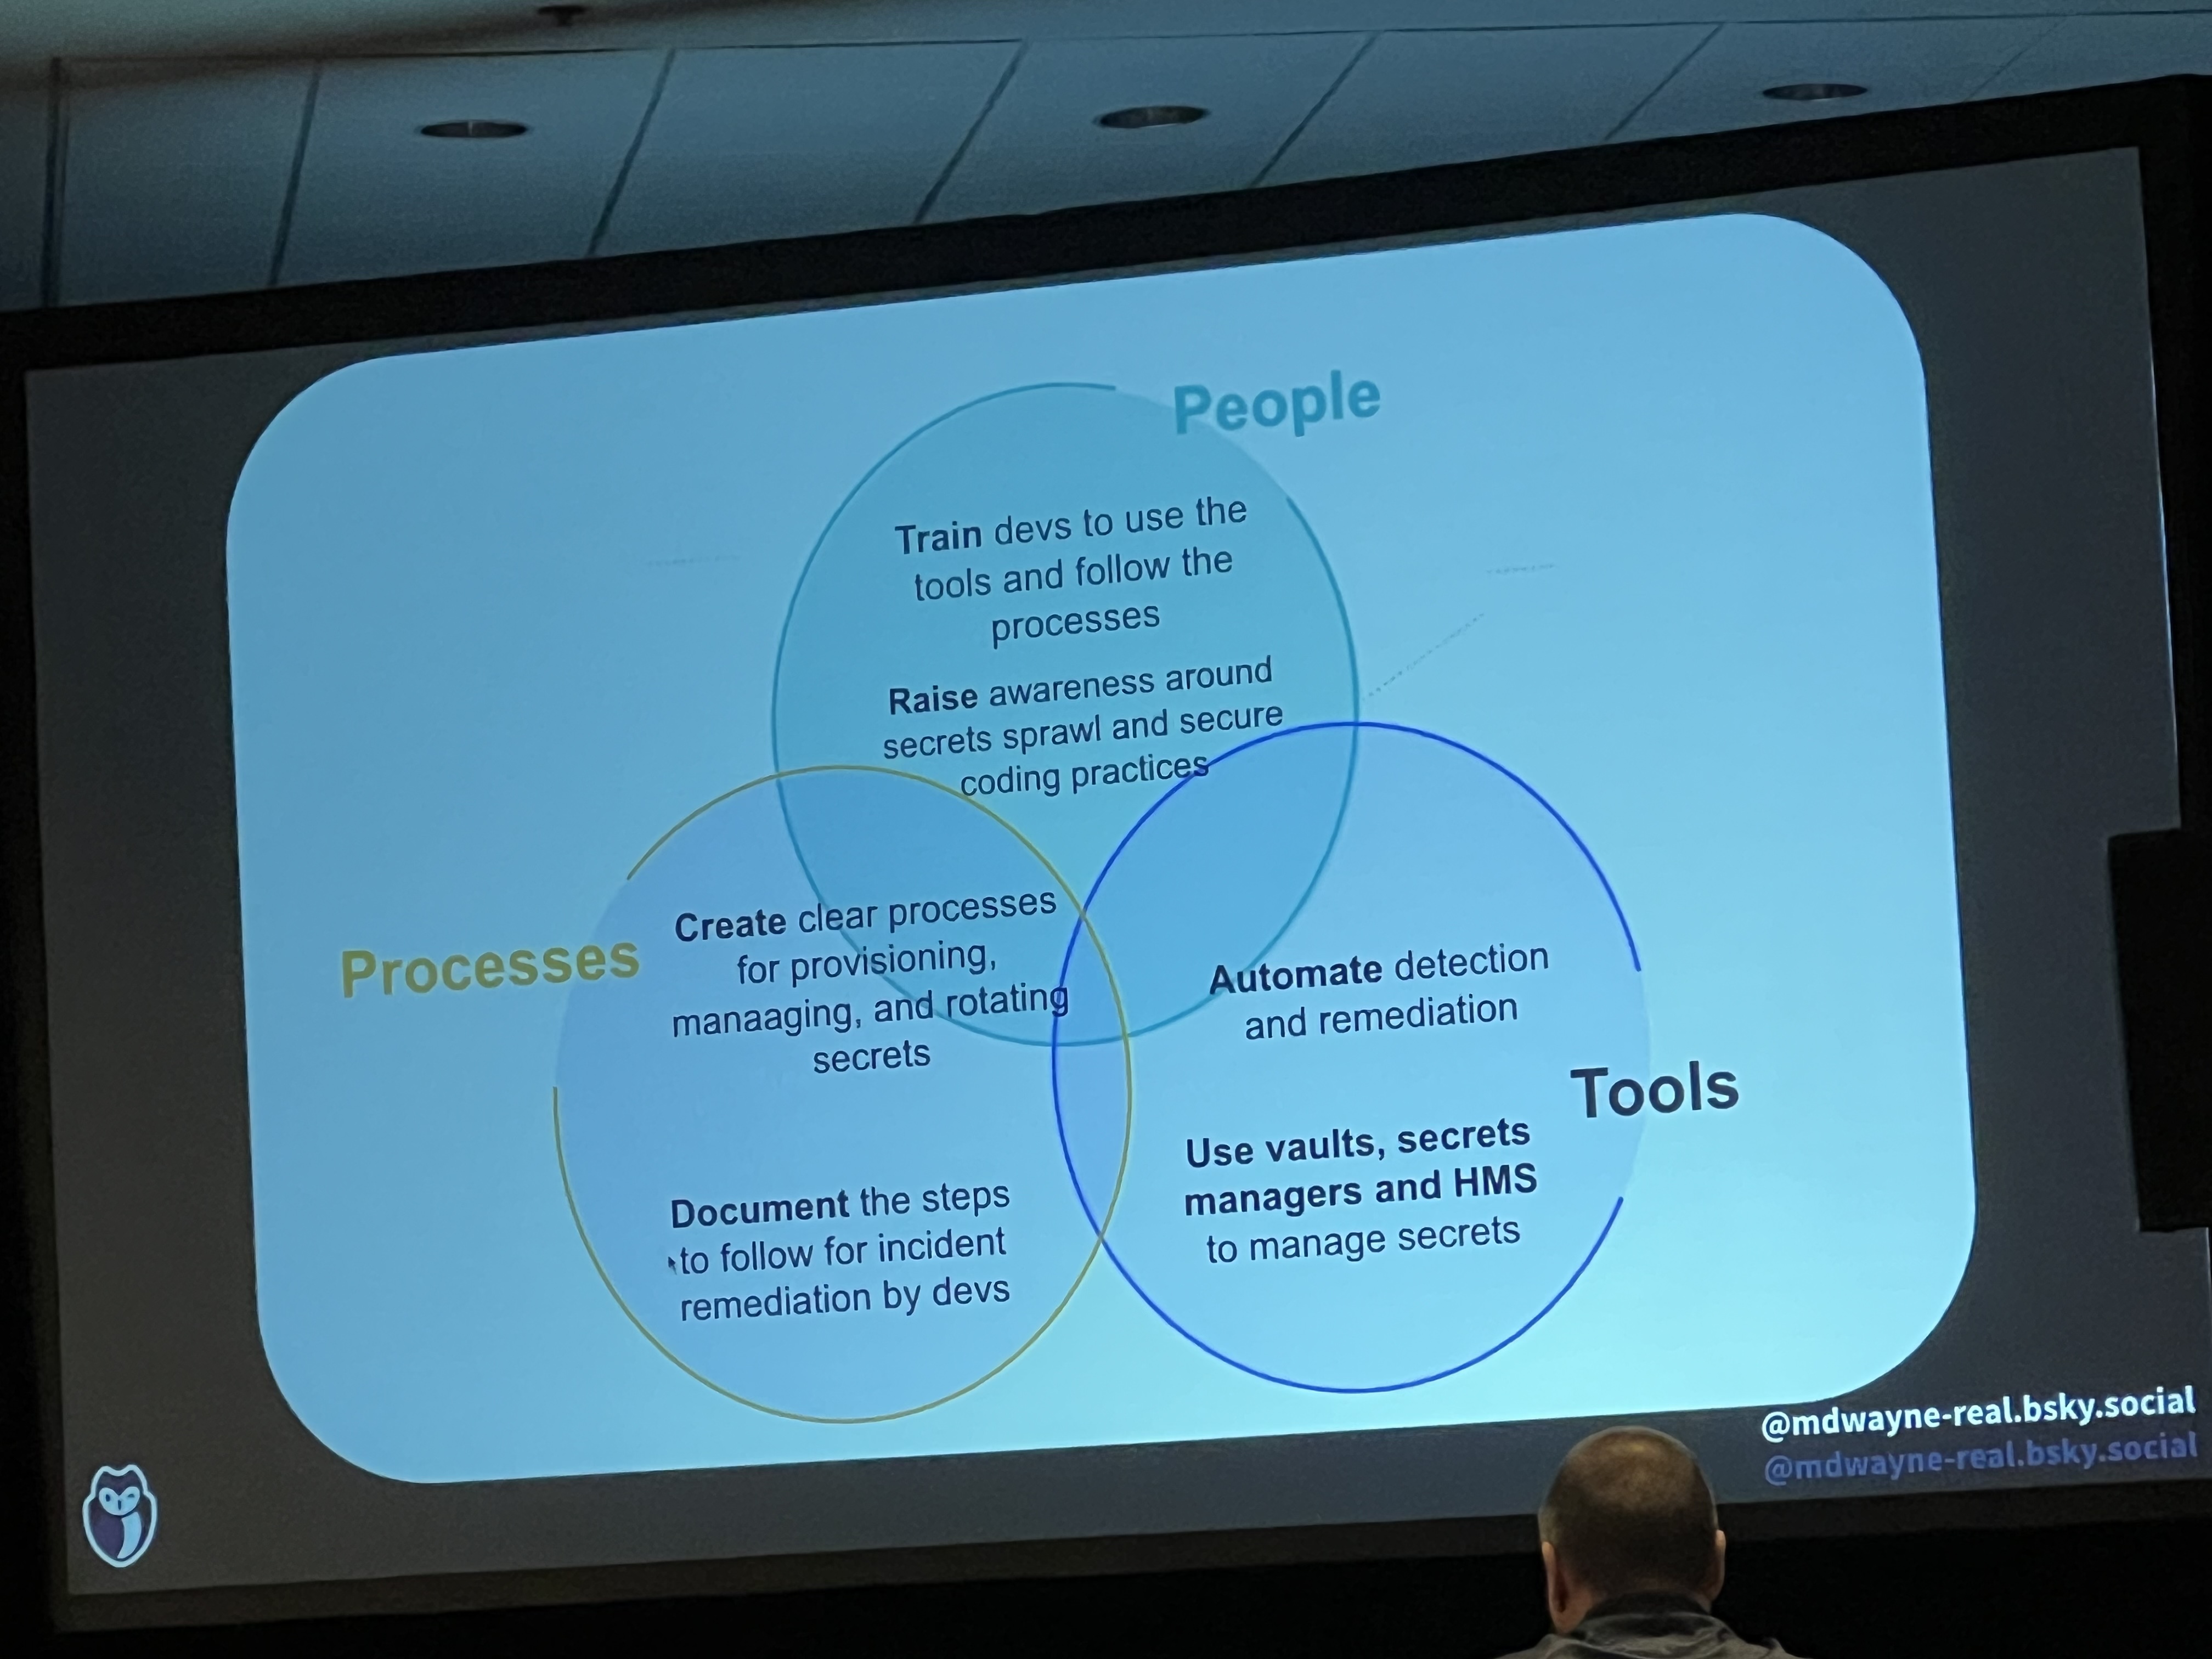 People
Train devs to use the
tools and follow the
processes
Raise awareness around
secrets sprawl and secure
coding practices
Processes
Create clear processes
for provisioning,
manaaging, and rotating
secrets
Document the steps
to follow for incident
remediation by devs
Automate detection
and remediation
Tools
Use vaults, secrets
managers and HMS
to manage secrets
@mdwayne-real.bsky.social
@mdwayne-real.bsky.social